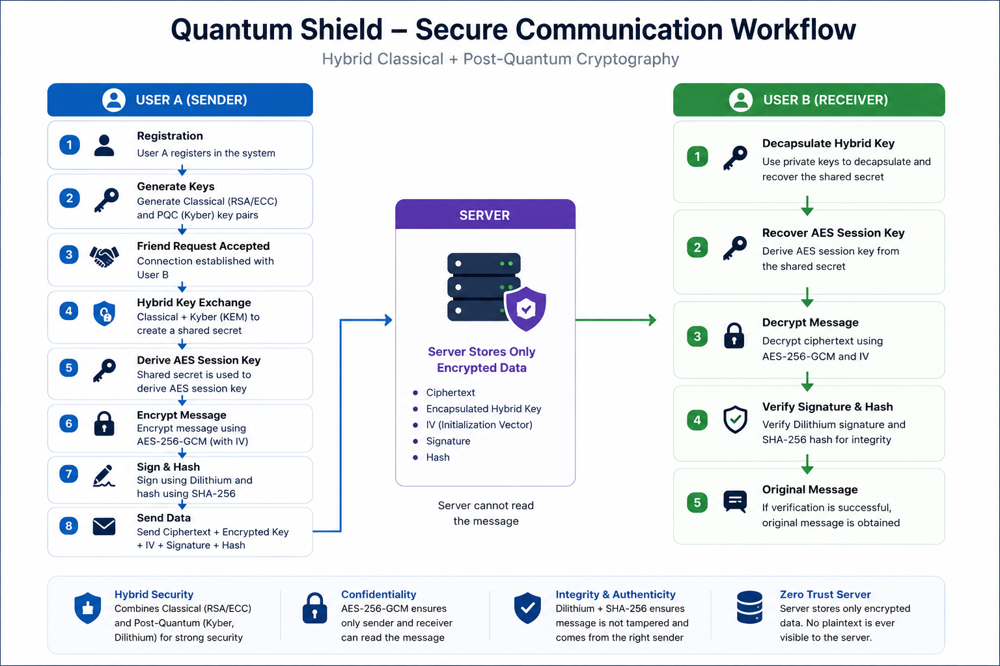 Quantum Shield – Secure Communication Workflow
Hybrid Classical + Post-Quantum Cryptography
USER A (SENDER)
1
Registration
User A registers in the system
2
Generate Keys
Generate Classical (RSA/ECC)
and PQC (Kyber) key pairs
3
Friend Request Accepted
Connection established with
User B
4
Hybrid Key Exchange
Classical + Kyber (KEM) to
create a shared secret
5
Derive AES Session Key
Shared secret is used to
derive AES session key
6
Encrypt Message
Encrypt message using
AES-256-GCM (with IV)
7
Sign & Hash
Sign using Dilithium and
hash using SHA-256
8
Send Data
Send Ciphertext + Encrypted Key
+ IV + Signature + Hash
SERVER
Server Stores Only
Encrypted Data
• Ciphertext
• Encapsulated Hybrid Key
• IV (Initialization Vector)
• Signature
• Hash
Server cannot read
the message
USER B (RECEIVER)
1
Decapsulate Hybrid Key
Use private keys to decapsulate and
recover the shared secret
2
Recover AES Session Key
Derive AES session key from
the shared secret
3
Decrypt Message
Decrypt ciphertext using
AES-256-GCM and IV
4
Verify Signature & Hash
Verify Dilithium signature and
SHA-256 hash for integrity
5
Original Message
If verification is successful,
original message is obtained
Hybrid Security
Combines Classical (RSA/ECC)
and Post-Quantum (Kyber,
Dilithium) for strong security
Confidentiality
AES-256-GCM ensures
only sender and receiver
can read the message
Integrity & Authenticity
Dilithium + SHA-256 ensures
message is not tampered and
comes from the right sender
Zero Trust Server
Server stores only encrypted
data. No plaintext is ever
visible to the server.